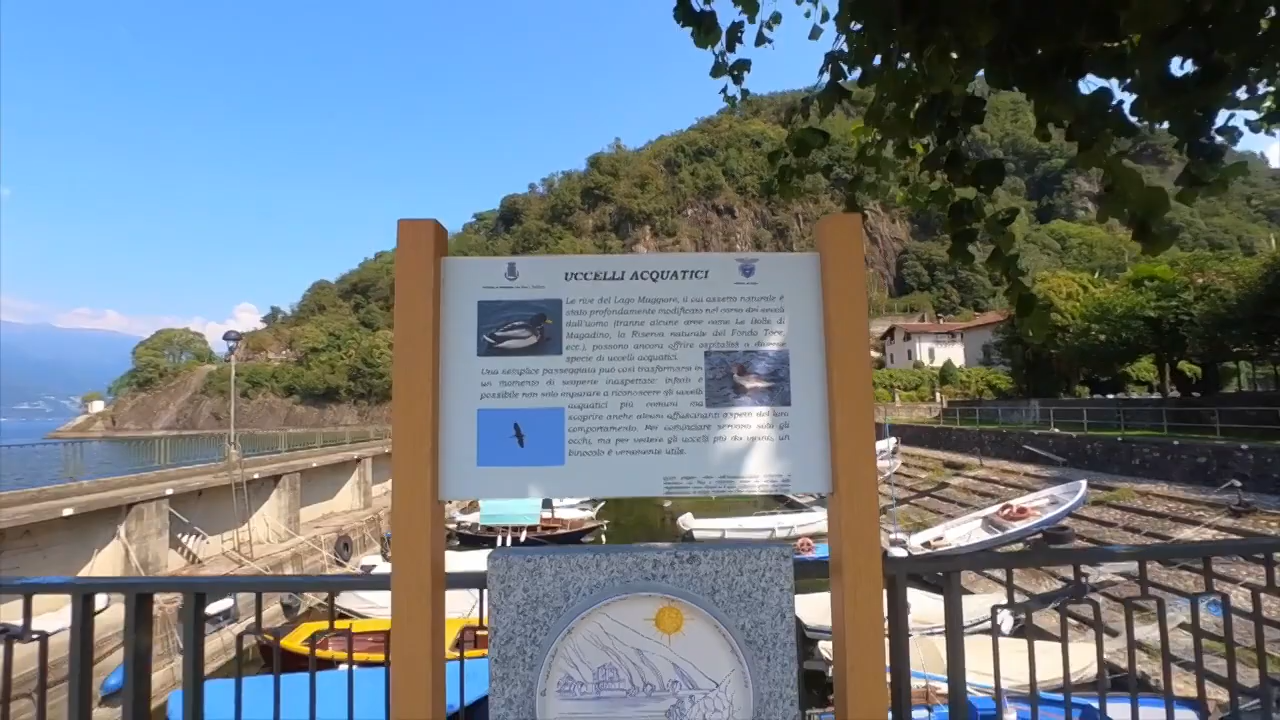 UCCELLI ACQUATICI
Le rive del Lago Maggiore, il cui assetto naturale è
stato profondamente modificato nel corso dei secoli
dall'uomo (tranne alcune aree come Le Bolle di
Magadino, la Riserva naturale del Fondo Toce,
ecc.), possono ancora offrire ospitalità a diverse
specie di uccelli acquatici.
Una semplice passeggiata può così trasformarsi in
un momento di scoperte inaspettate: infatti è
possibile non solo imparare a riconoscere gli uccelli
acquatici più comuni ma
scoprire anche alcuni affascinanti aspetti del loro
comportamento. Per cominciare servono solo gli
occhi, ma per vedere gli uccelli più da vicino, un
binocolo è veramente utile.